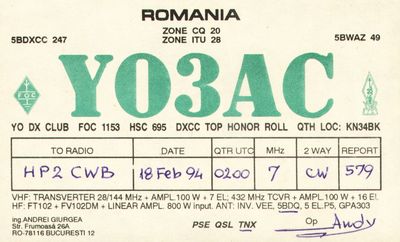 ROMANIA
5BDXCC 247
ZONE CQ 20
ZONE ITU 28
5BWAZ 49
YO3AC
FOC
YO DX CLUB FOC 1153 HSC 695 DXCC TOP HONOR ROLL QTH LOC: KN34BK
TO RADIO DATE QTR UTC MHz 2 WAY REPORT
HP2 CWB 18 Feb 94 0200 7 CW 579
VHF: TRANSVERTER 28/144 MHz + AMPL.100 W + 7 EL; 432 MHz TCVR + AMPL.100 W + 16 El.
HF: FT102 + FV102DM + LINEAR AMPL. 800 W input. ANT: INV. VEE, 5BDQ, 5 ELP5, GPA303
ing ANDREI GIURGEA
Str. Frumoasă 26A
RO-78116 BUCUREST! 12
PSE QSL TNX
Op Andy